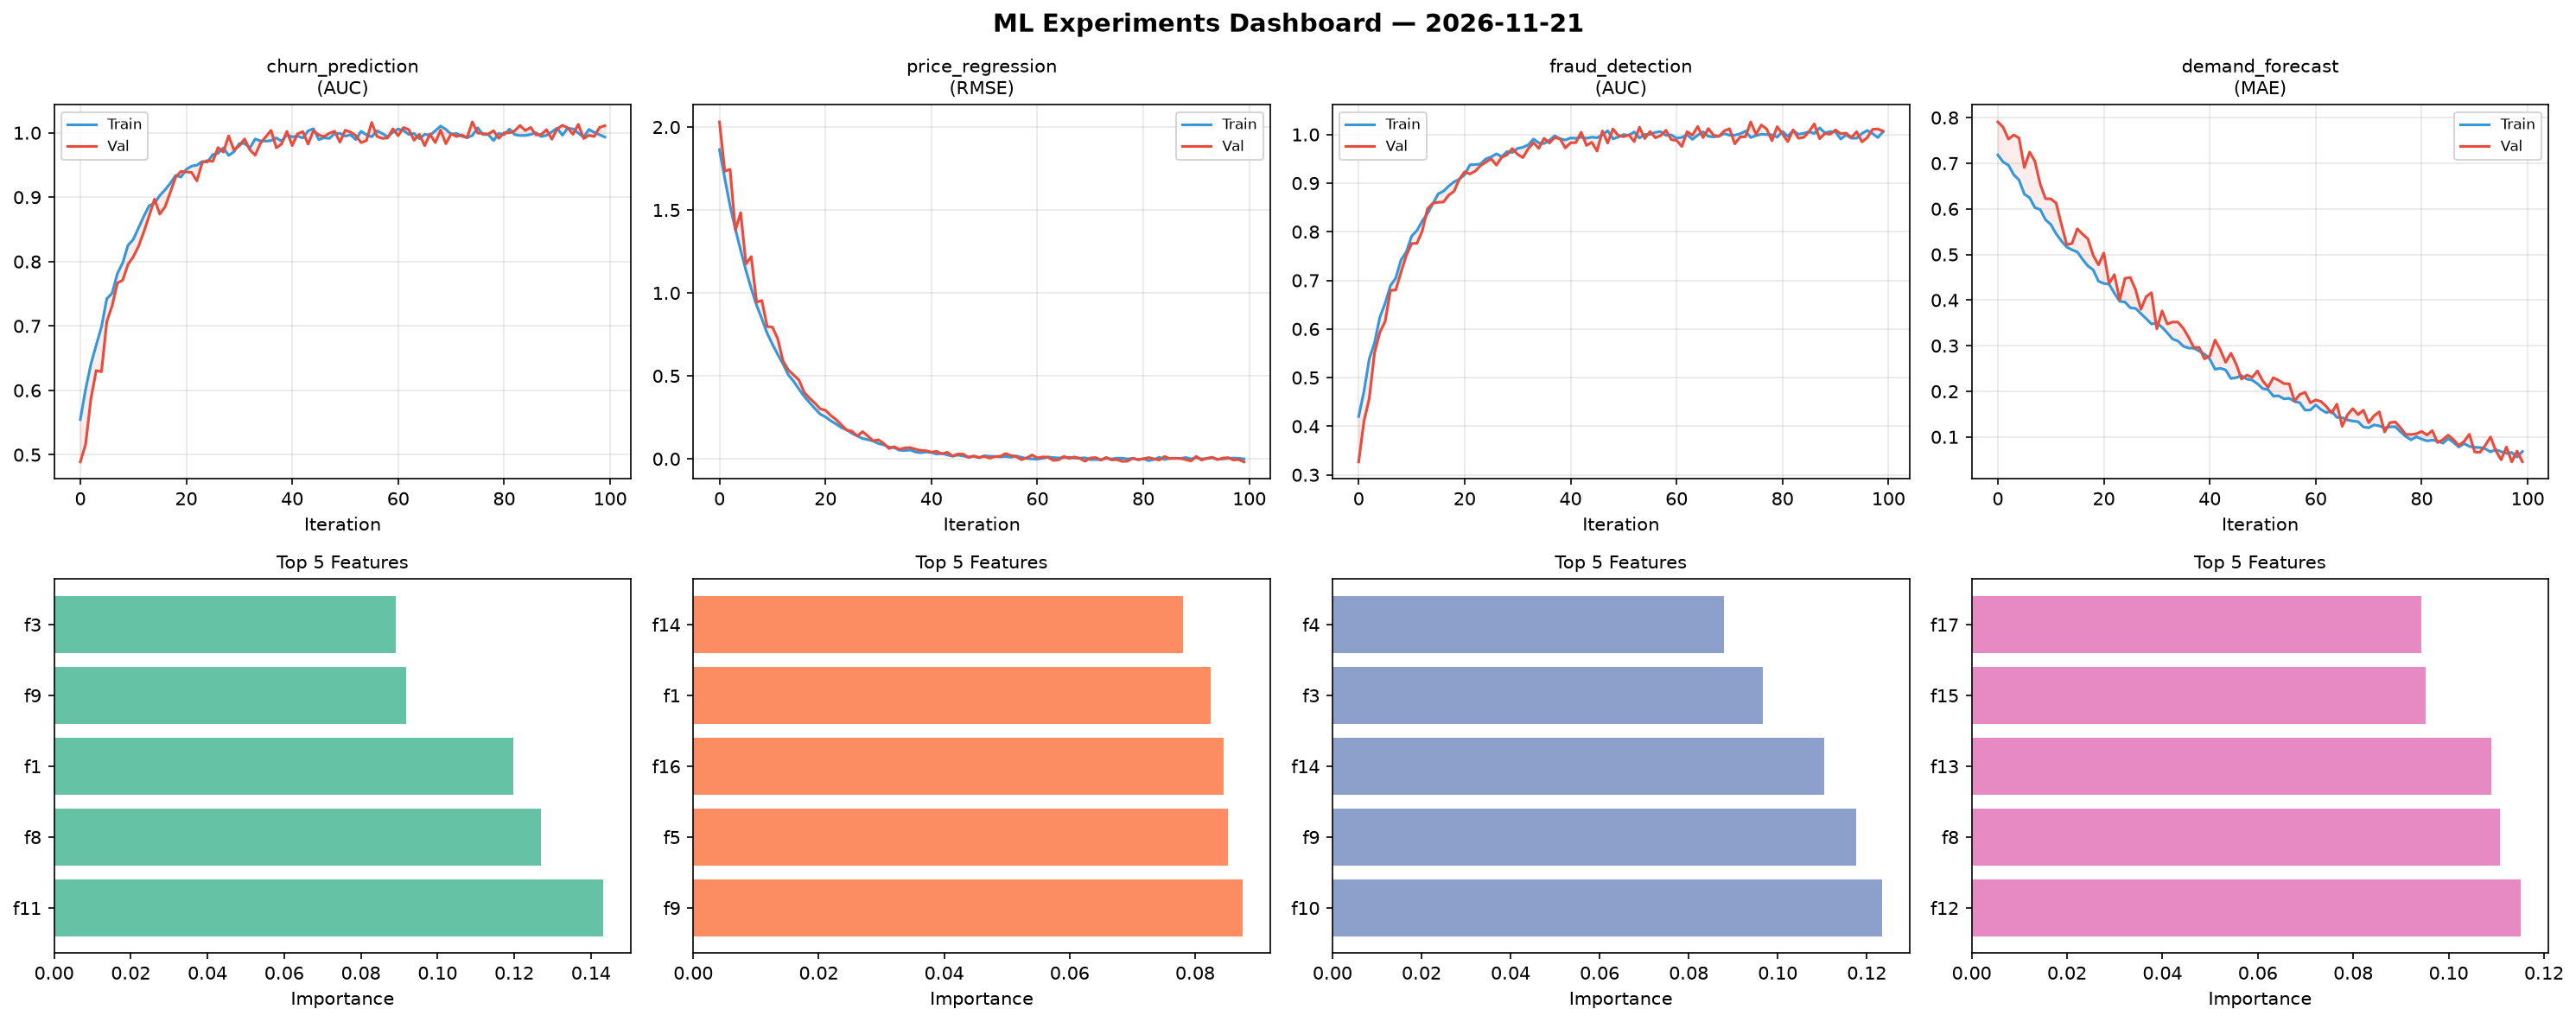 ML Experiments Dashboard — 2026-11-21
churn_prediction
(AUC)
Train
Val
1.0
0.9
0.8
0.7
0.6
0.5
0 20 40 60 80 100
Iteration
price_regression
(RMSE)
Train
Val
2.0
1.5
1.0
0.5
0.0
0 20 40 60 80 100
Iteration
fraud_detection
(AUC)
Train
Val
1.0
0.9
0.8
0.7
0.6
0.5
0.4
0.3
0 20 40 60 80 100
Iteration
demand_forecast
(MAE)
Train
Val
0.8
0.7
0.6
0.5
0.4
0.3
0.2
0.1
0 20 40 60 80 100
Iteration
Top 5 Features
f3
f9
f1
f8
f11
0.00 0.02 0.04 0.06 0.08 0.10 0.12 0.14
Importance
Top 5 Features
f14
f1
f16
f5
f9
0.00 0.02 0.04 0.06 0.08
Importance
Top 5 Features
f4
f3
f14
f9
f10
0.00 0.02 0.04 0.06 0.08 0.10 0.12
Importance
Top 5 Features
f17
f15
f13
f8
f12
0.00 0.02 0.04 0.06 0.08 0.10 0.12
Importance